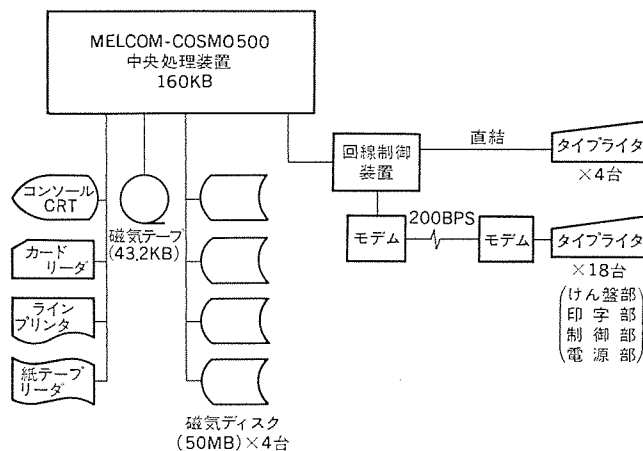 MELCOM-COSMO500
中央処理装置
160KB
コンソール
CRT
カード
リーダ
ライン
プリンタ
紙テープ
リーダ
磁気テープ
(43.2KB)
磁気ディスク
(50MB)×4台
回線制御
装置
直結
タイプライタ
×4台
モデム
200BPS
モデム
タイプライタ
×18台
(けん盤部
印字部
制御部
電源部)